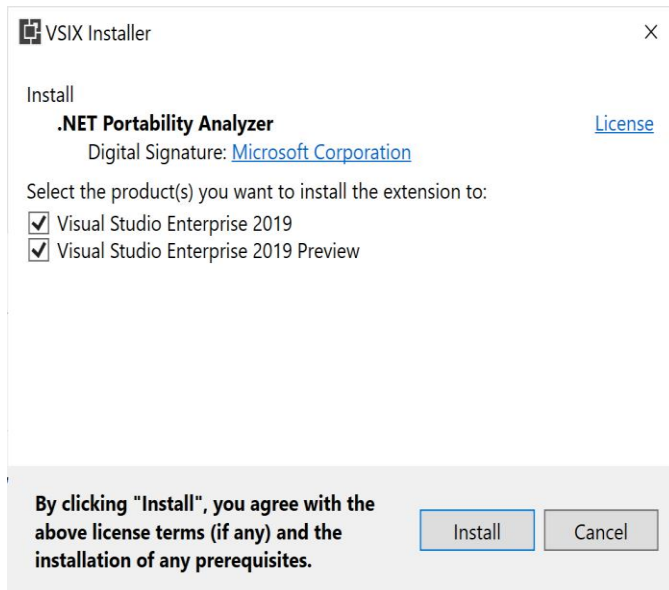 VSIX Installer
Install
.NET Portability Analyzer License
Digital Signature: Microsoft Corporation
Select the product(s) you want to install the extension to:
Visual Studio Enterprise 2019
Visual Studio Enterprise 2019 Preview
By clicking "Install", you agree with the
above license terms (if any) and the
installation of any prerequisites.
Install Cancel